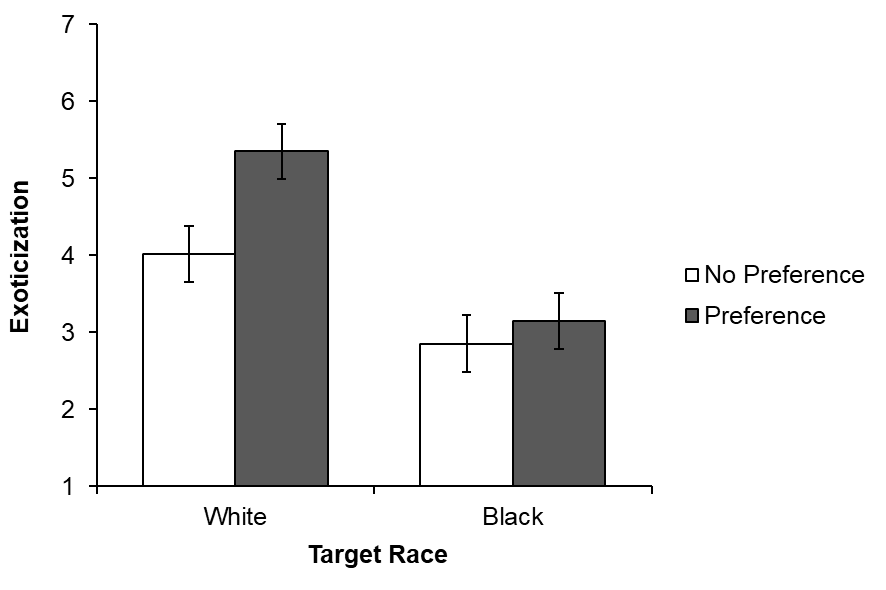 7
6
5
4
3
2
1
Exoticization
White
Black
Target Race
No Preference
Preference